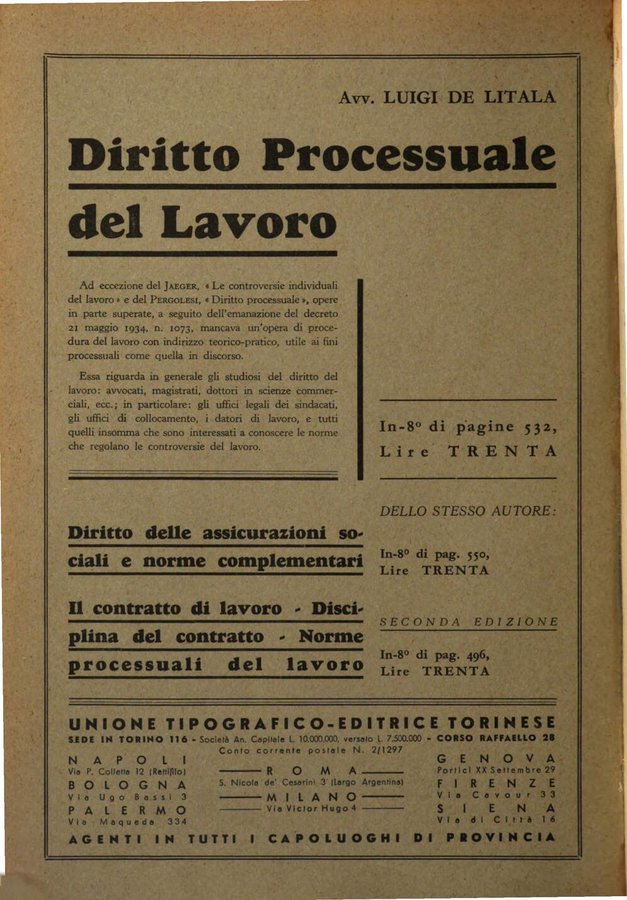 Avv. LUIGI DE LITALA
Diritto Processuale
del Lavoro
Ad eccezione del JAEGER, « Le controversie individuali
del lavoro » e del PERGOLESI, « Diritto processuale », opere
in parte superate, a seguito dell'emanazione del decreto
21 maggio 1934, n. 1073, mancava un'opera di proce-
dura del lavoro con indirizzo teorico-pratico, utile ai fini
processuali come quella in discorso.
Essa riguarda in generale gli studiosi del diritto del
lavoro: avvocati, magistrati, dottori in scienze commer-
ciali, ecc.; in particolare: gli uffici legali dei sindacati,
gli uffici di collocamento, i datori di lavoro, e tutti
quelli insomma che sono interessati a conoscere le norme
che regolano le controversie del lavoro.
In-8º di pagine 532,
Lire TRENTA
DELLO STESSO AUTORE:
Diritto delle assicurazioni so-
ciali e norme complementari
In-8º di pag. 550,
Lire TRENTA
Il contratto di lavoro - Disci-
plina del contratto - Norme
processuali del lavoro
SECONDA EDIZIONE
In-8º di pag. 496,
Lire TRENTA
UNIONE TIPOGRAFICO-EDITRICE TORINESE
SEDE IN TORINO 116 - Società An. Capitale L. 10.000.000, versato L. 7.500.000 - CORSO RAFFAELLO 28
Conto corrente postale N. 2/1297
NAPOLI
Via P. Colletta 12 (Rettifilo)
BOLOGNA
Via Ugo Bassi 3
PALERMO
Via Maqueda 334
ROMA
S. Nicola de' Cesarini 3 (Largo Argentina)
MILANO
Via Victor Hugo 4
GENOVA
Portici XX Settembre 29
FIRENZE
Via Cavour 33
SIENA
Via di Città 16
AGENTI IN TUTTI I CAPOLUOGHI DI PROVINCIA